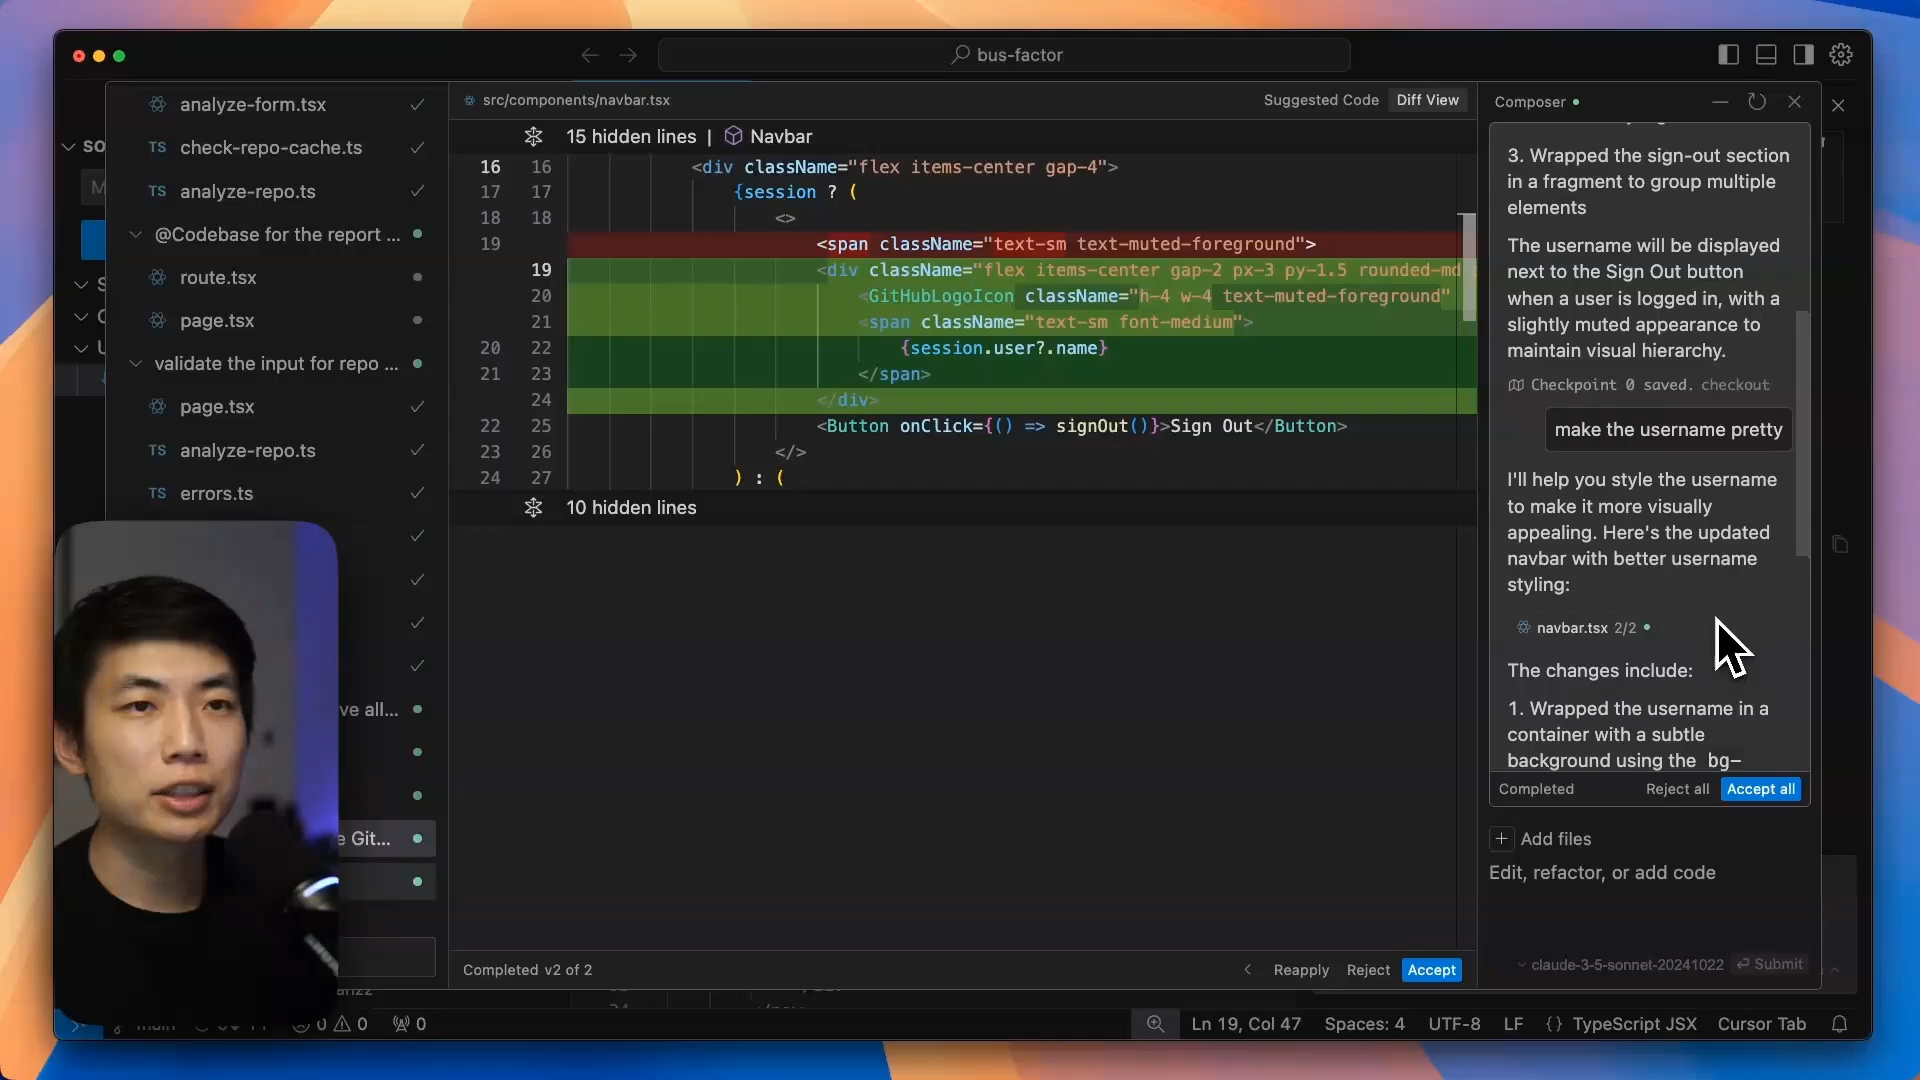 bus-factor
analyze-form.tsx
TS check-repo-cache.ts
TS analyze-repo.ts
@Codebase for the report ...
route.tsx
page.tsx
validate the input for repo ...
page.tsx
TS analyze-repo.ts
TS errors.ts
ve all...
e Git...
src/components/navbar.tsx
Suggested Code
Diff View
15 hidden lines | Navbar
16 16 <div className="flex items-center gap-4">
17 17 {session ? (
18 18 <>
19 <span className="text-sm text-muted-foreground">
19 <div className="flex items-center gap-2 px-3 py-1.5 rounded-md
20 <GitHubLogoIcon className="h-4 w-4 text-muted-foreground"
21 <span className="text-sm font-medium">
20 22 {session.user?.name}
21 23 </span>
24 </div>
22 25 <Button onClick={() => signOut()}>Sign Out</Button>
23 26 </>
24 27 ) : (
10 hidden lines
Completed v2 of 2
Reapply
Reject
Accept
Composer
3. Wrapped the sign-out section
in a fragment to group multiple
elements
The username will be displayed
next to the Sign Out button
when a user is logged in, with a
slightly muted appearance to
maintain visual hierarchy.
Checkpoint 0 saved. checkout
make the username pretty
I'll help you style the username
to make it more visually
appealing. Here's the updated
navbar with better username
styling:
navbar.tsx 2/2
The changes include:
1. Wrapped the username in a
container with a subtle
background using the bg-
Completed
Reject all
Accept all
+ Add files
Edit, refactor, or add code
claude-3-5-sonnet-20241022
Submit
0 0
0
Ln 19, Col 47
Spaces: 4
UTF-8
LF
{} TypeScript JSX
Cursor Tab